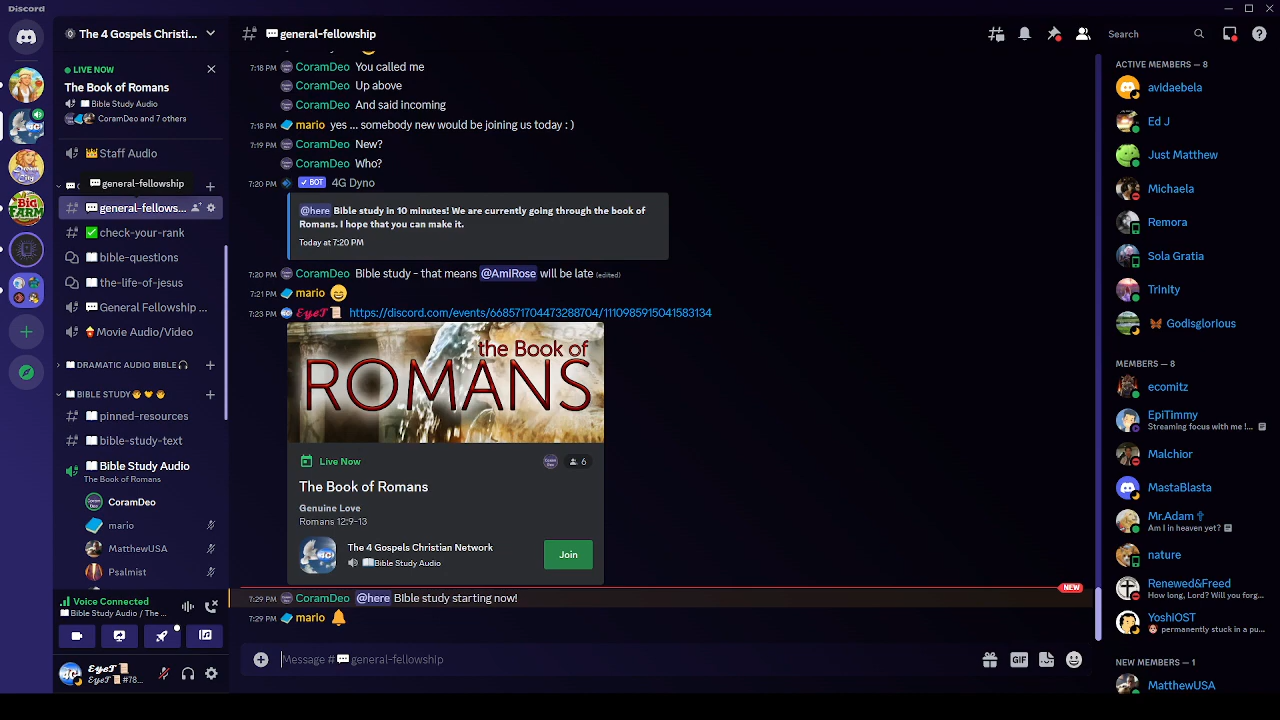 Discord
The 4 Gospels Christi...
LIVE NOW
The Book of Romans
Bible Study Audio
CoramDeo and 7 others
Staff Audio
general-fellowship
general-fellows...
check-your-rank
bible-questions
the-life-of-jesus
General Fellowship ...
Movie Audio/Video
DRAMATIC AUDIO BIBLE
BIBLE STUDY
pinned-resources
bible-study-text
Bible Study Audio
The Book of Romans
CoramDeo
mario
MatthewUSA
Psalmist
Voice Connected
Bible Study Audio / The ...
EyeT
EyeT #78...
general-fellowship
Search
7:18 PM CoramDeo You called me
CoramDeo Up above
CoramDeo And said incoming
7:18 PM mario yes ... somebody new would be joining us today : )
7:19 PM CoramDeo New?
CoramDeo Who?
7:20 PM ✓ BOT 4G Dyno
@here Bible study in 10 minutes! We are currently going through the book of
Romans. I hope that you can make it.
Today at 7:20 PM
7:20 PM CoramDeo Bible study - that means @AmIRose will be late (edited)
7:21 PM mario 😄
7:23 PM EyeT https://discord.com/events/668571704473288704/1110985915041583134
the Book of
ROMANS
Live Now
6
The Book of Romans
Genuine Love
Romans 12:9-13
The 4 Gospels Christian Network
Bible Study Audio
Join
NEW
7:29 PM CoramDeo @here Bible study starting now!
7:29 PM mario 🔔
Message # general-fellowship
GIF
ACTIVE MEMBERS — 8
avidaebela
Ed J
Just Matthew
Michaela
Remora
Sola Gratia
TrInIty
Godisglorious
MEMBERS — 8
ecomitz
EpiTimmy
Streaming focus with me !...
Malchior
MastaBlasta
Mr.Adam ✞
Am I in heaven yet?
nature
Renewed&Freed
How long, Lord? Will you forg...
YoshiOST
permanently stuck in a pu...
NEW MEMBERS — 1
MatthewUSA